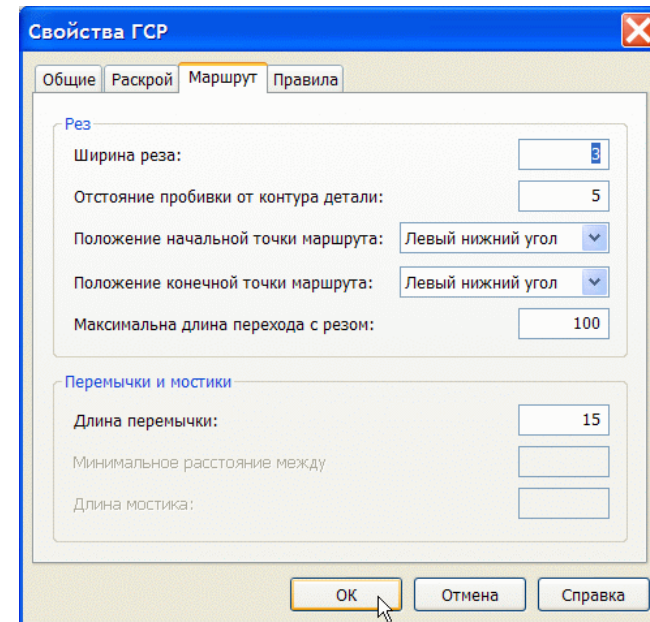 Свойства ГСР
Общие Раскрой Маршрут Правила
Рез
Ширина реза: 3
Отстояние пробивки от контура детали: 5
Положение начальной точки маршрута: Левый нижний угол
Положение конечной точки маршрута: Левый нижний угол
Максимальна длина перехода с резом: 100
Перемычки и мостики
Длина перемычки: 15
Минимальное расстояние между
Длина мостика:
ОК Отмена Справка